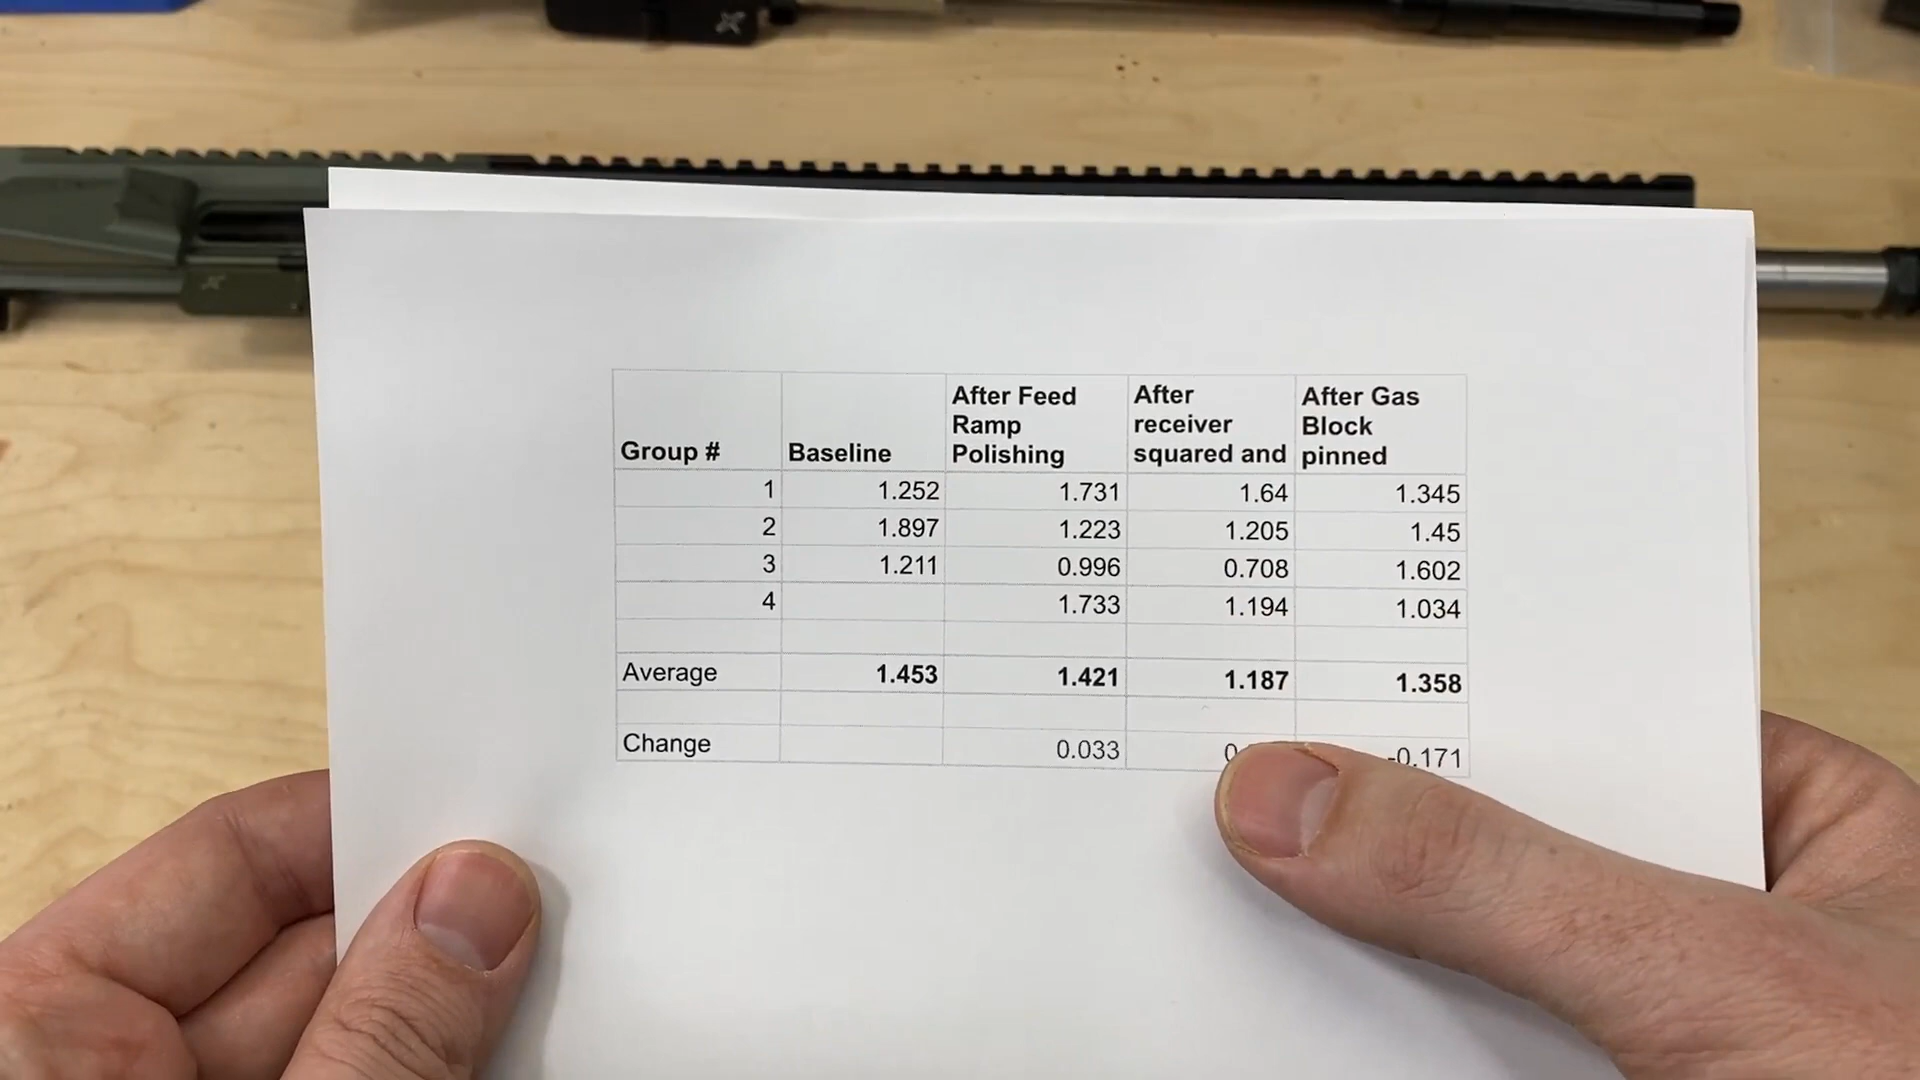 Group # Baseline After Feed Ramp Polishing After receiver squared and After Gas Block pinned
1 1.252 1.731 1.64 1.345
2 1.897 1.223 1.205 1.45
3 1.211 0.996 0.708 1.602
4 1.733 1.194 1.034
Average 1.453 1.421 1.187 1.358
Change 0.033 -0.171